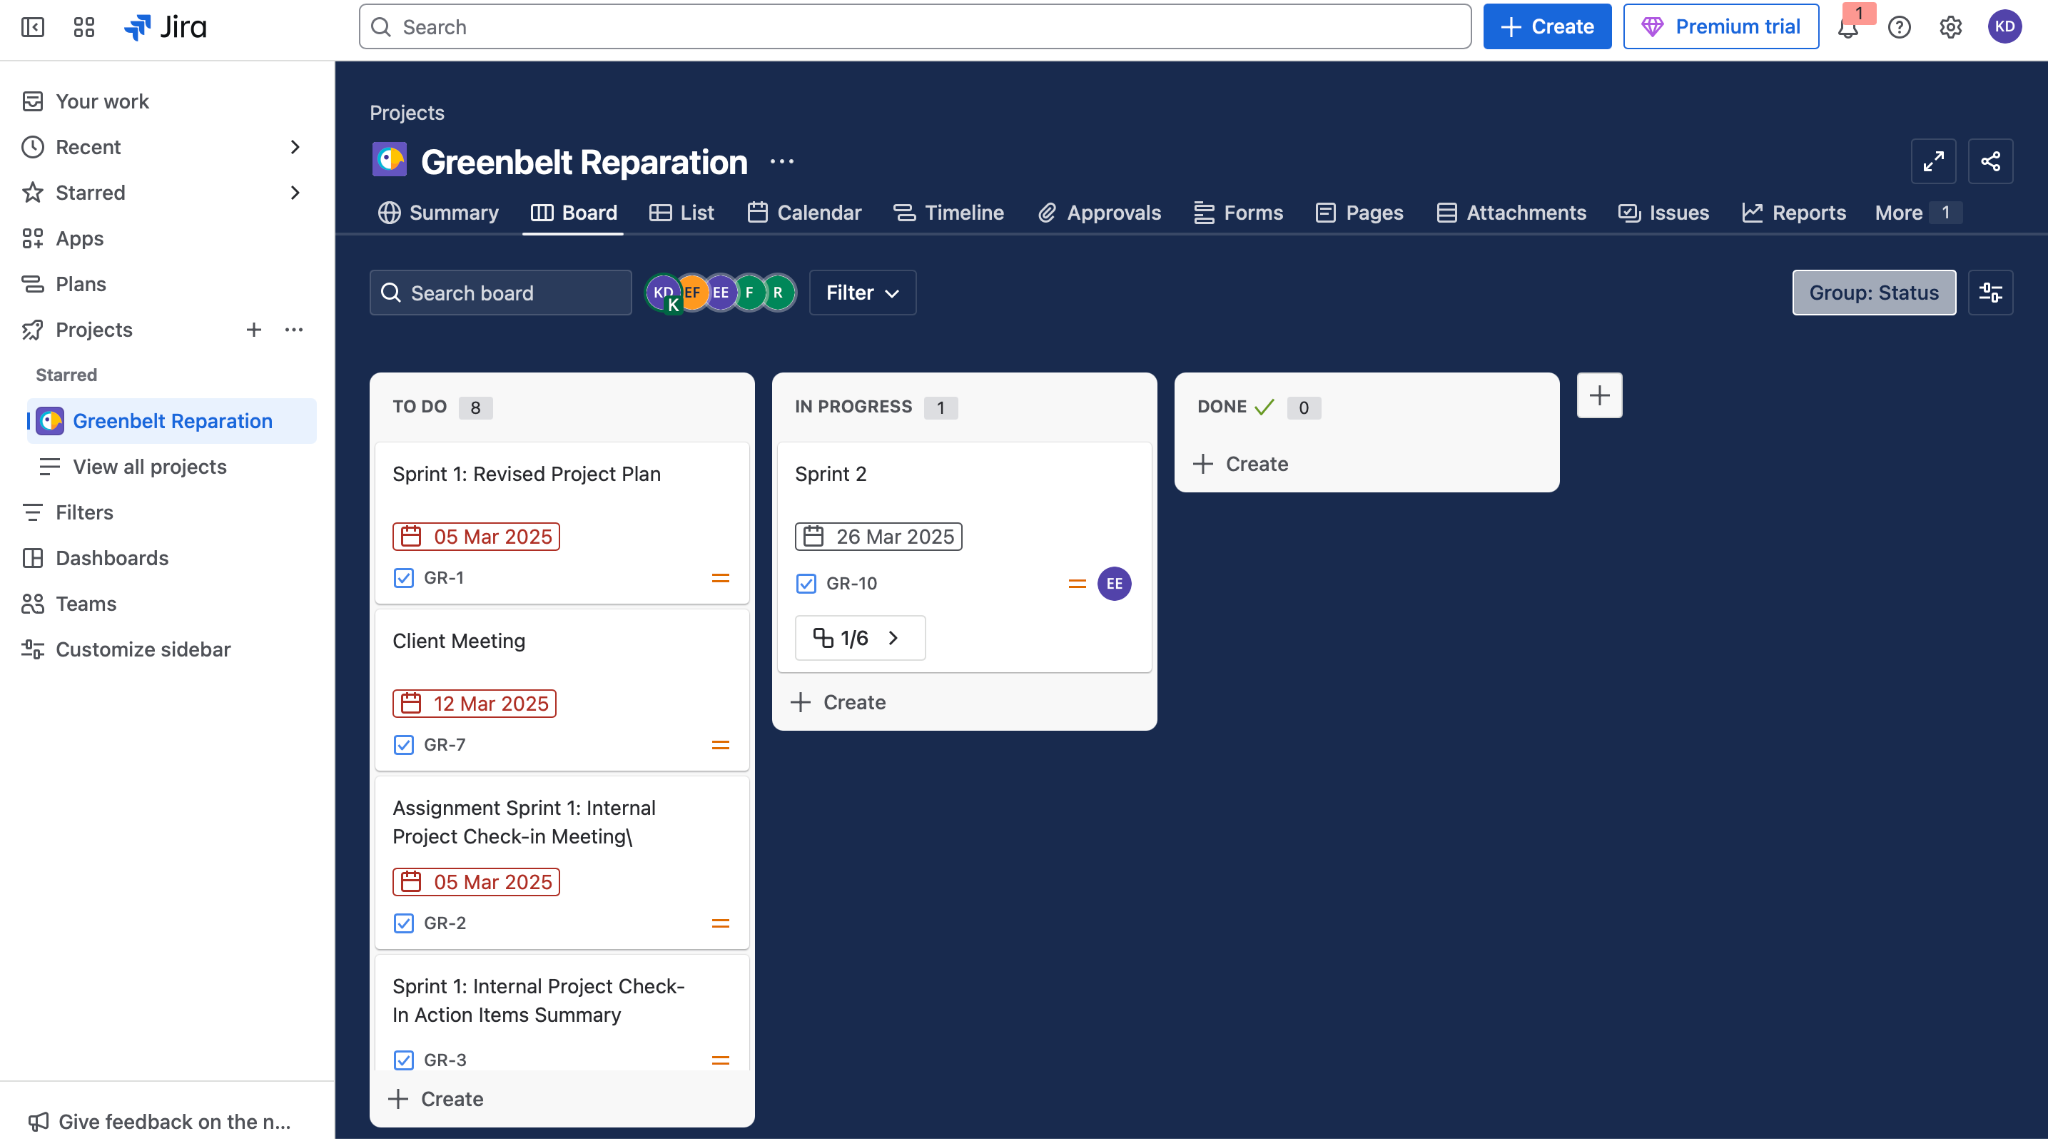 Jira
Search
Create
Premium trial
1
KD
Your work
Recent
Starred
Apps
Plans
Projects
Starred
Greenbelt Reparation
View all projects
Filters
Dashboards
Teams
Customize sidebar
Give feedback on the n...
Projects
Greenbelt Reparation
Summary
Board
List
Calendar
Timeline
Approvals
Forms
Pages
Attachments
Issues
Reports
More 1
Search board
KD K EF EE F R
Filter
Group: Status
TO DO 8
Sprint 1: Revised Project Plan
05 Mar 2025
GR-1
Client Meeting
12 Mar 2025
GR-7
Assignment Sprint 1: Internal
Project Check-in Meeting\
05 Mar 2025
GR-2
Sprint 1: Internal Project Check-
In Action Items Summary
GR-3
Create
IN PROGRESS 1
Sprint 2
26 Mar 2025
GR-10
EE
1/6
Create
DONE 0
Create